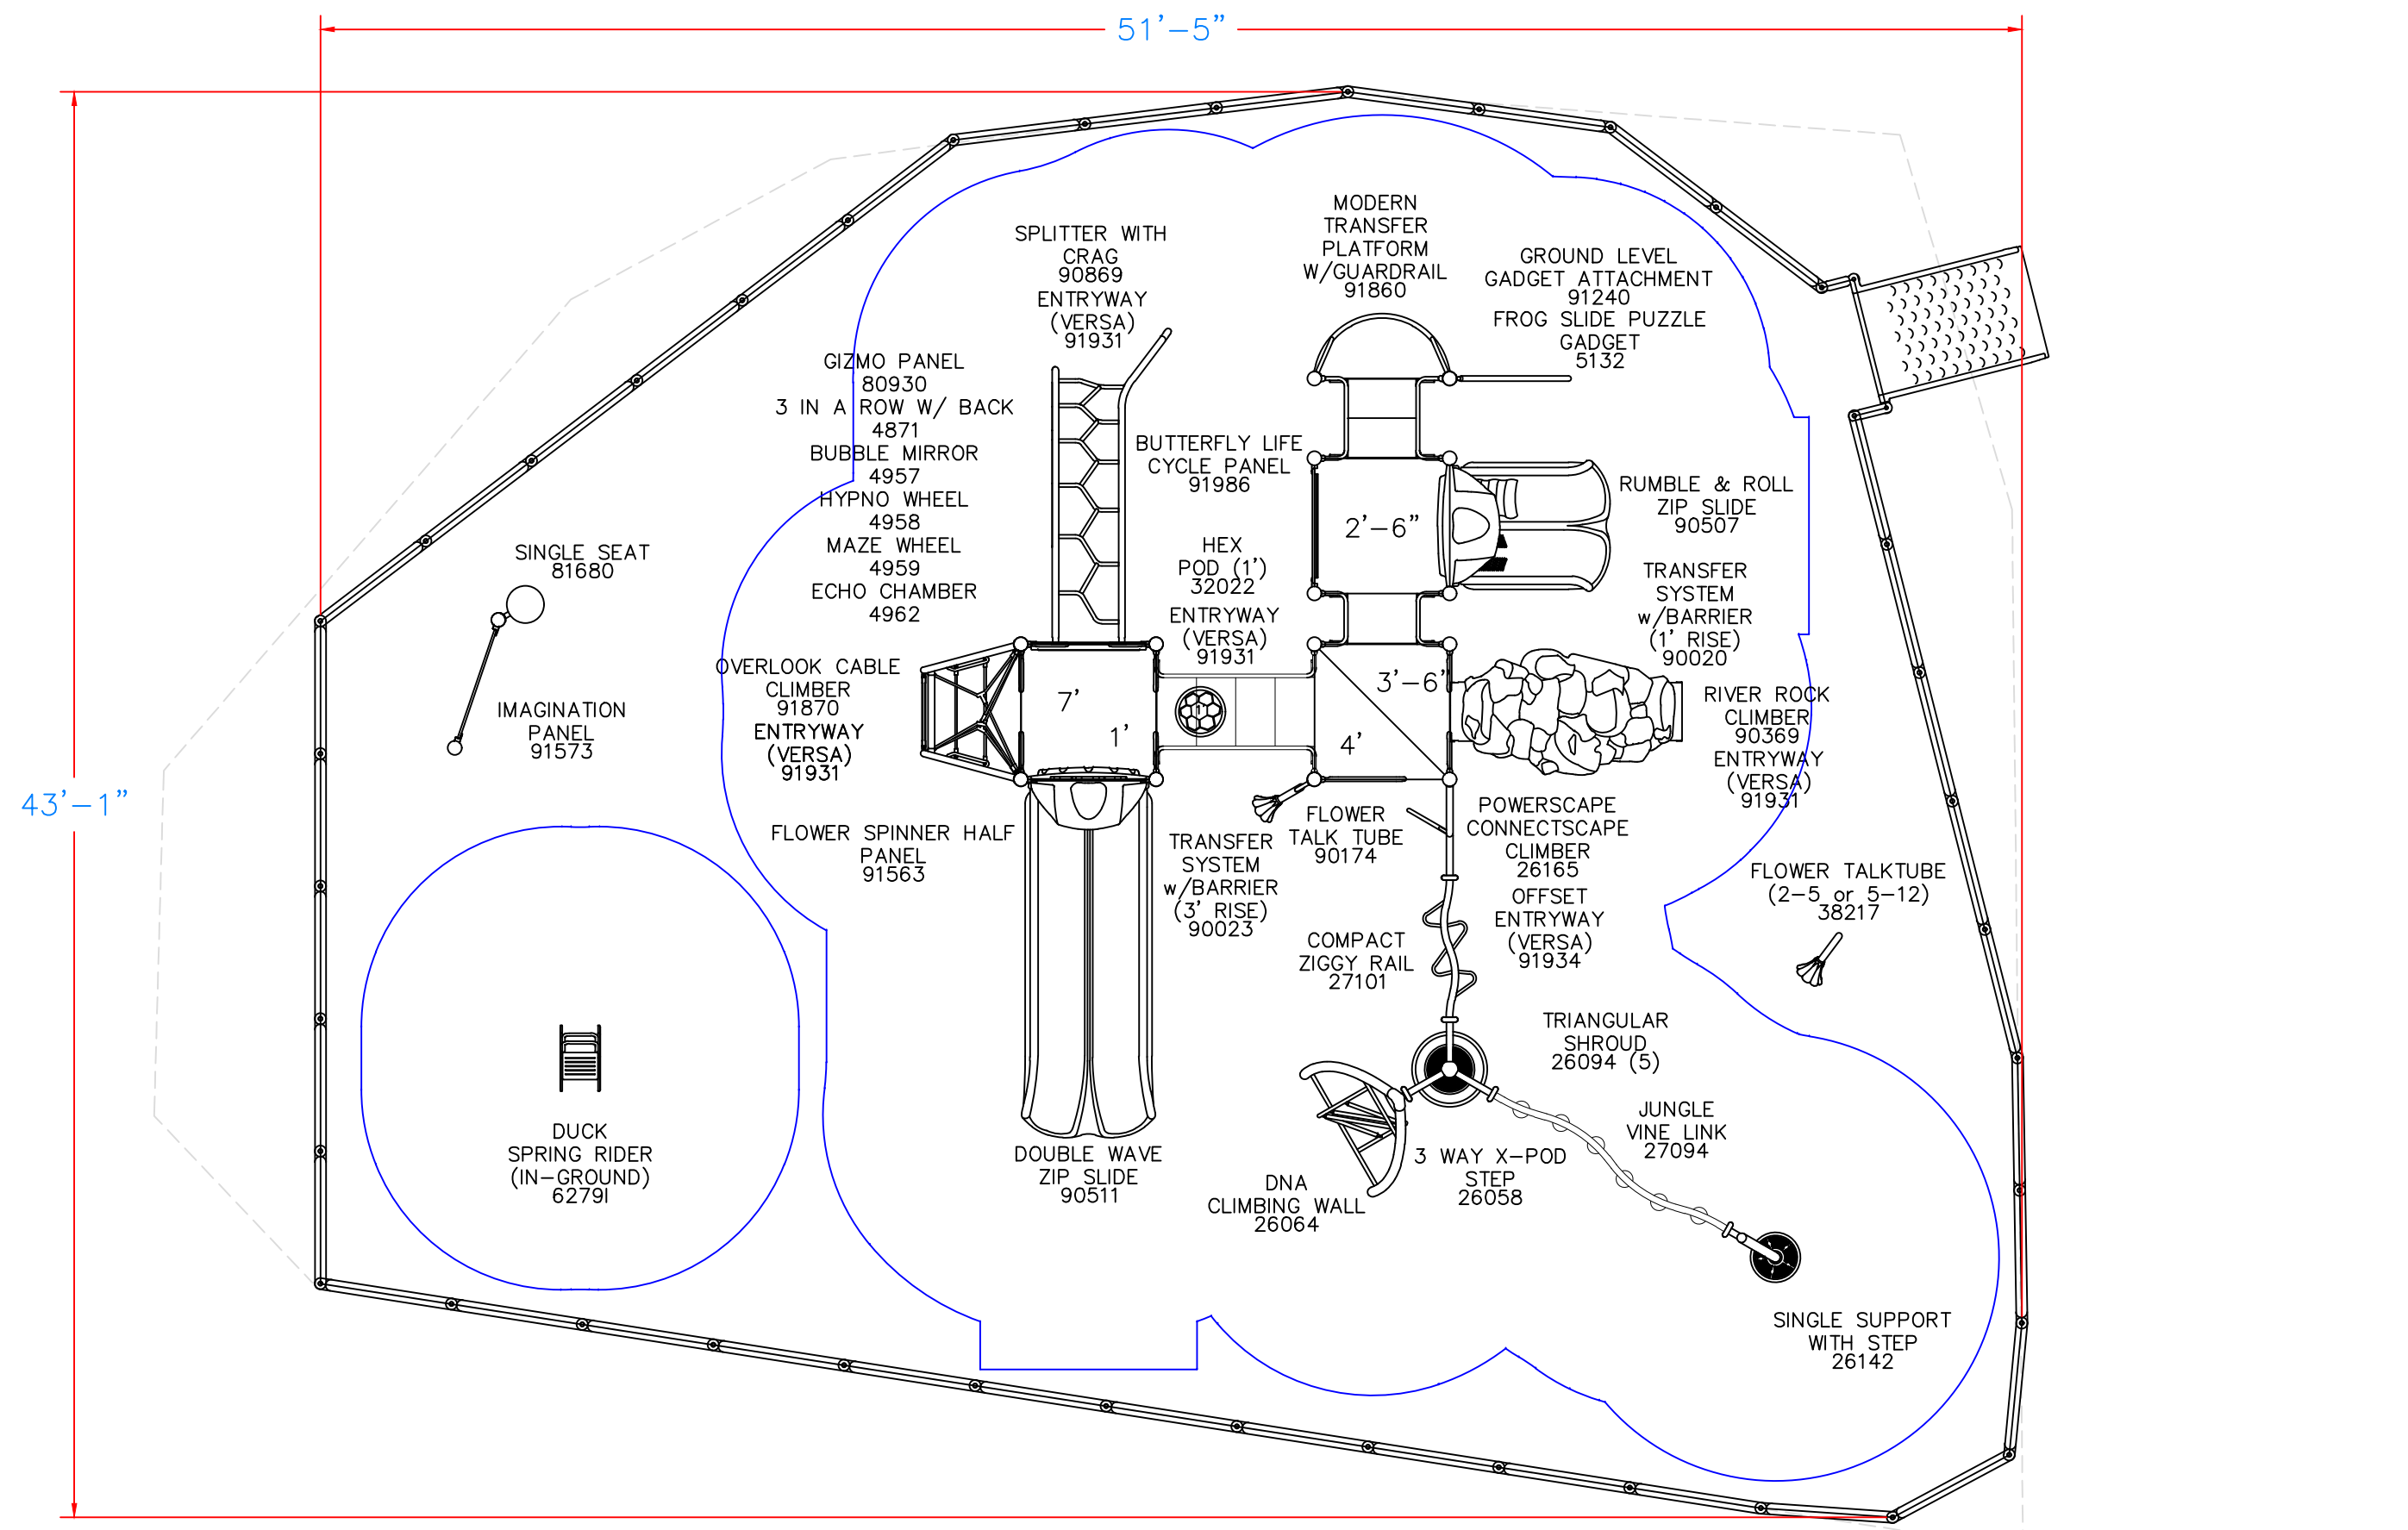 51'-5"
MODERN
TRANSFER
PLATFORM
W/GUARDRAIL
91860
SPLITTER WITH
CRAG
90869
ENTRYWAY
(VERSA)
91931
GROUND LEVEL
GADGET ATTACHMENT
91240
FROG SLIDE PUZZLE
GADGET
5132
GIZMO PANEL
80930
3 IN A ROW W/ BACK
4871
BUBBLE MIRROR
4957
HYPNO WHEEL
4958
MAZE WHEEL
4959
ECHO CHAMBER
4962
BUTTERFLY LIFE
CYCLE PANEL
91986
2'-6"
RUMBLE & ROLL
ZIP SLIDE
90507
SINGLE SEAT
81680
HEX
POD (1')
32022
ENTRYWAY
(VERSA)
91931
TRANSFER
SYSTEM
w/BARRIER
(1' RISE)
90020
OVERLOOK CABLE
CLIMBER
91870
ENTRYWAY
(VERSA)
91931
7'
1'
1
3'-6"
4'
RIVER ROCK
CLIMBER
90369
ENTRYWAY
(VERSA)
91931
IMAGINATION
PANEL
91573
43'-1"
FLOWER SPINNER HALF
PANEL
91563
TRANSFER
SYSTEM
w/BARRIER
(3' RISE)
90023
FLOWER
TALK TUBE
90174
POWERSCAPE
CONNECTSCAPE
CLIMBER
26165
OFFSET
ENTRYWAY
(VERSA)
91934
FLOWER TALKTUBE
(2-5 or 5-12)
38217
COMPACT
ZIGGY RAIL
27101
TRIANGULAR
SHROUD
26094 (5)
DUCK
SPRING RIDER
(IN-GROUND)
6279I
DOUBLE WAVE
ZIP SLIDE
90511
DNA
CLIMBING WALL
26064
3 WAY X-POD
STEP
26058
JUNGLE
VINE LINK
27094
SINGLE SUPPORT
WITH STEP
26142